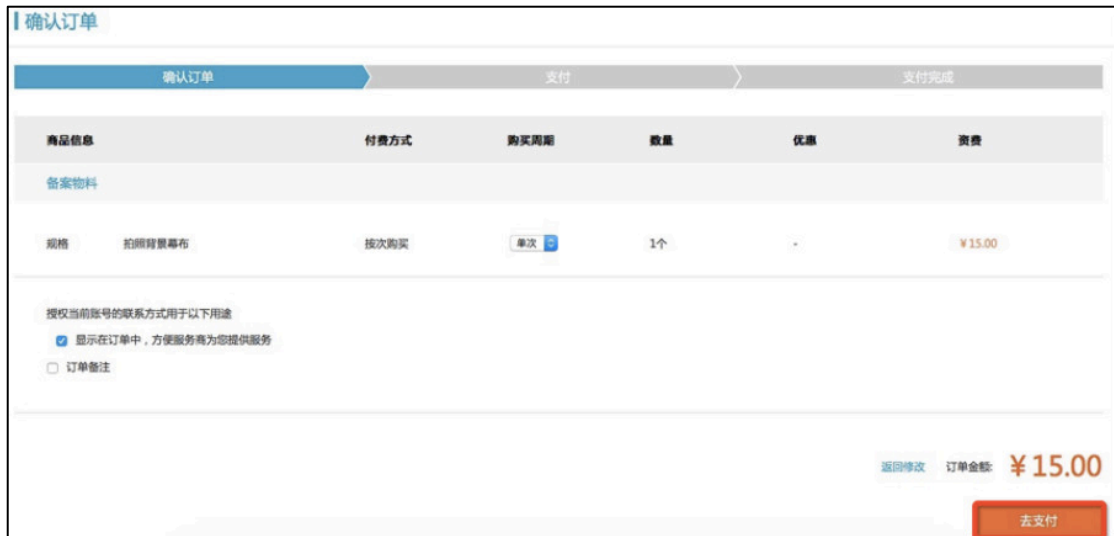 确认订单
确认订单 支付 支付完成
商品信息 付费方式 购买周期 数量 优惠 资费
备案物料
规格 拍照背景幕布 按次购买 单次 1个 - ¥15.00
授权当前账号的联系方式用于以下用途
显示在订单中，方便服务商为您提供服务
订单备注
返回修改 订单金额: ¥15.00
去支付